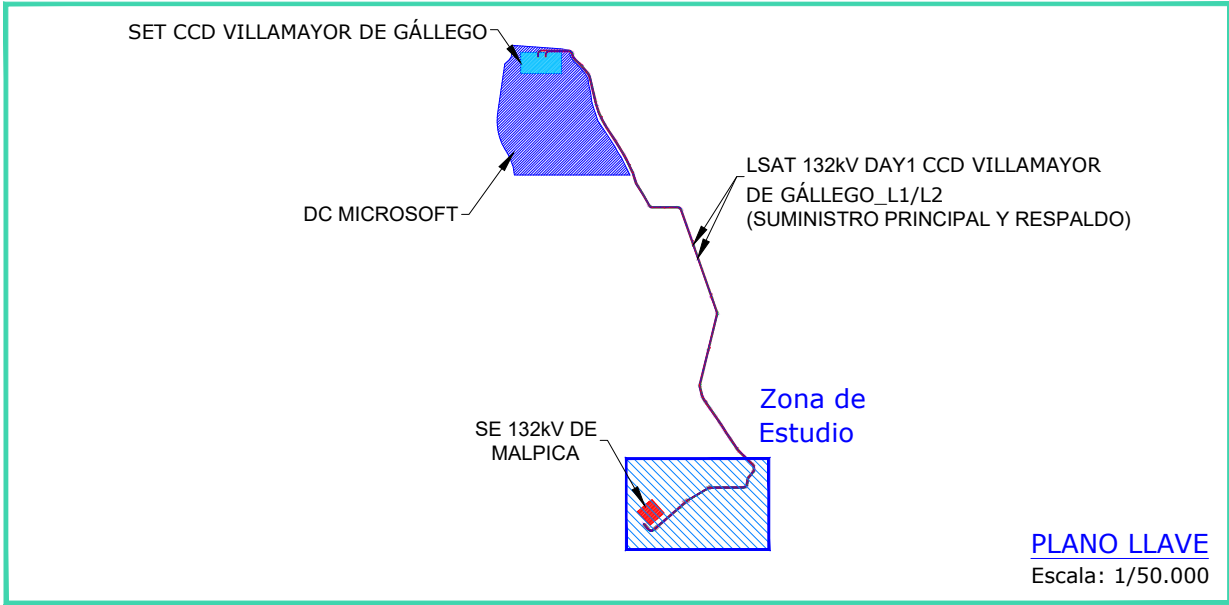 SET CCD VILLAMAYOR DE GÁLLEGO
DC MICROSOFT
LSAT 132kV DAY1 CCD VILLAMAYOR
DE GÁLLEGO_L1/L2
(SUMINISTRO PRINCIPAL Y RESPALDO)
Zona de
Estudio
SE 132kV DE
MALPICA
PLANO LLAVE
Escala: 1/50.000